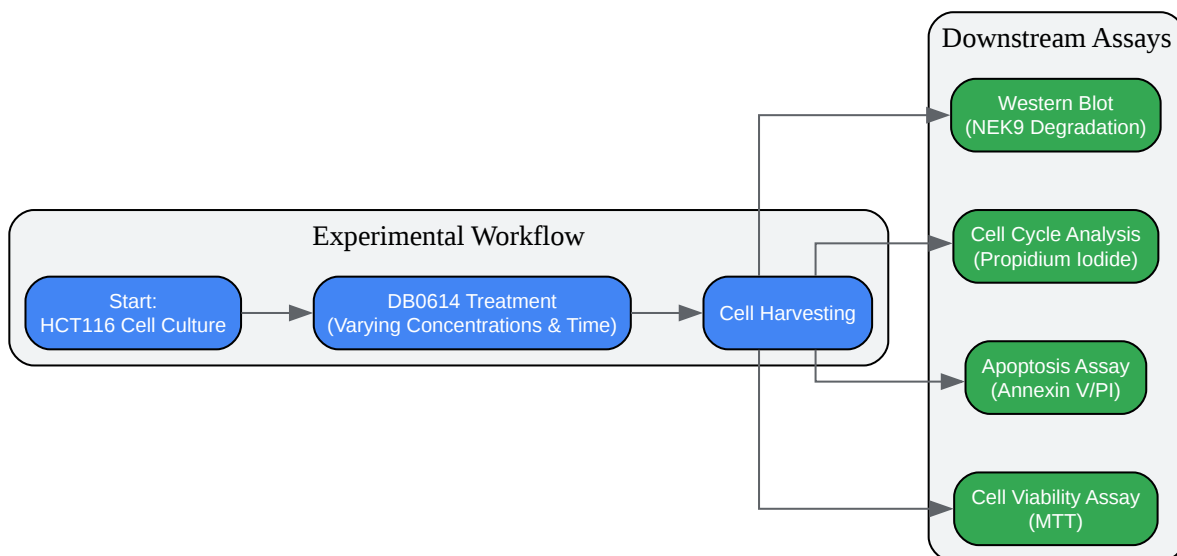 Experimental Workflow
Start:
HCT116 Cell Culture
DB0614 Treatment
(Varying Concentrations & Time)
Cell Harvesting
Downstream Assays
Western Blot
(NEK9 Degradation)
Cell Cycle Analysis
(Propidium Iodide)
Apoptosis Assay
(Annexin V/PI)
Cell Viability Assay
(MTT)